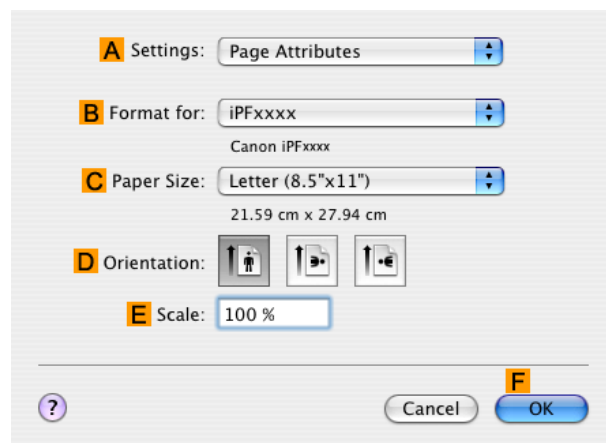 A Settings: Page Attributes
B Format for: iPFxxxx
Canon iPFxxxx
C Paper Size: Letter (8.5"x11")
21.59 cm x 27.94 cm
D Orientation:
E Scale: 100 %
F
? Cancel OK